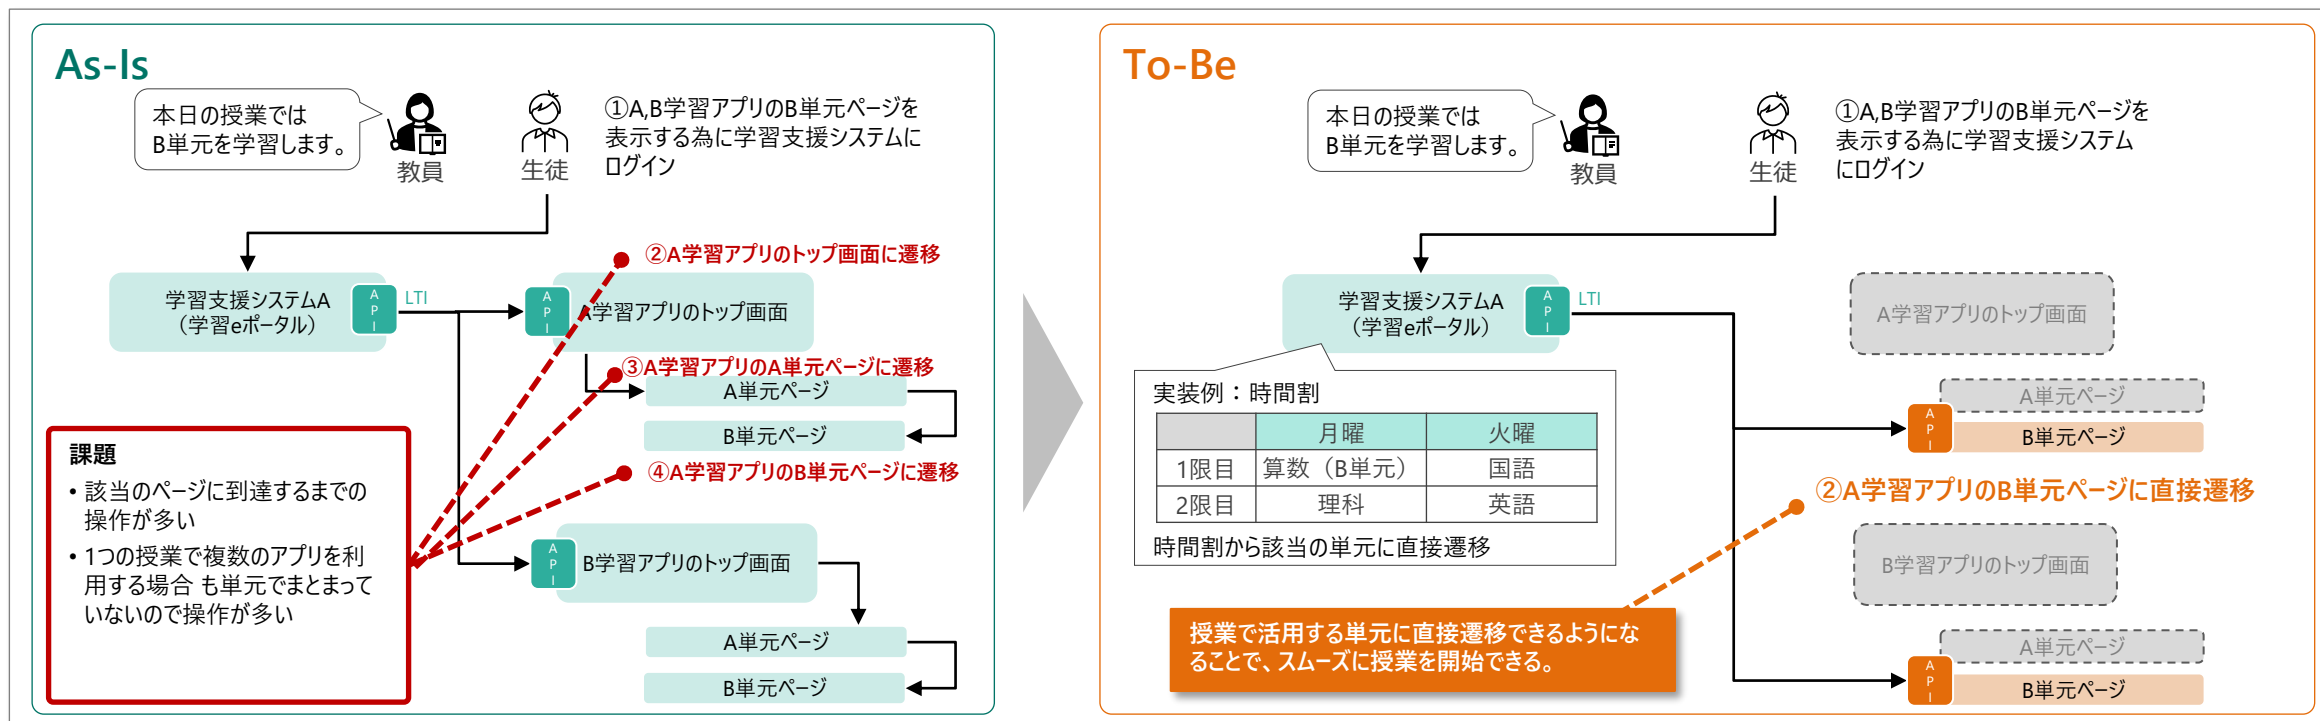 As-Is
本日の授業では
B単元を学習します。
教員
生徒
①A,B学習アプリのB単元ページを
表示する為に学習支援システムに
ログイン
②A学習アプリのトップ画面に遷移
学習支援システムA
（学習eポータル）
API
LTI
API
A学習アプリのトップ画面
③A学習アプリのA単元ページに遷移
A単元ページ
B単元ページ
④A学習アプリのB単元ページに遷移
課題
• 該当のページに到達するまでの
操作が多い
• 1つの授業で複数のアプリを利
用する場合 も単元でまとまって
いないので操作が多い
API
B学習アプリのトップ画面
A単元ページ
B単元ページ
To-Be
本日の授業では
B単元を学習します。
教員
生徒
①A,B学習アプリのB単元ページを
表示する為に学習支援システム
にログイン
学習支援システムA
（学習eポータル）
API
LTI
A学習アプリのトップ画面
実装例：時間割
月曜 火曜
1限目 算数（B単元） 国語
2限目 理科 英語
時間割から該当の単元に直接遷移
A単元ページ
API
B単元ページ
②A学習アプリのB単元ページに直接遷移
B学習アプリのトップ画面
授業で活用する単元に直接遷移できるようにな
ることで、スムーズに授業を開始できる。
A単元ページ
API
B単元ページ